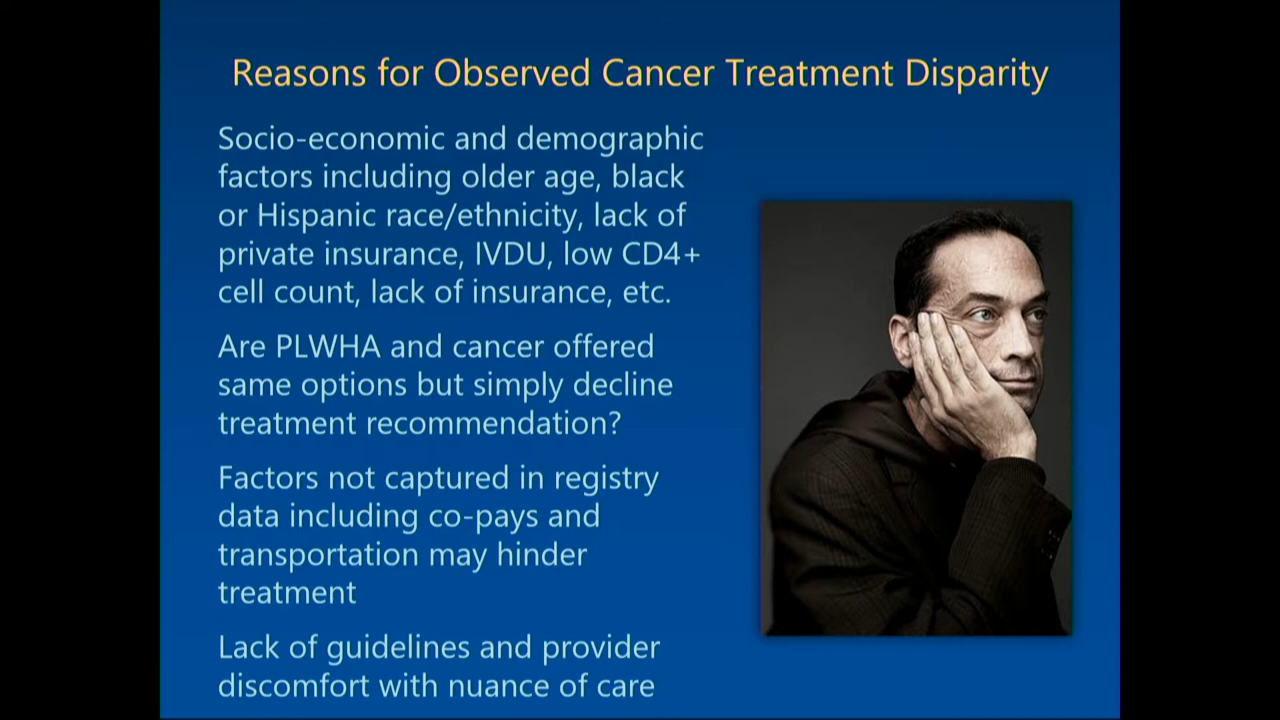 Reasons for Observed Cancer Treatment Disparity
Socio-economic and demographic
factors including older age, black
or Hispanic race/ethnicity, lack of
private insurance, IVDU, low CD4+
cell count, lack of insurance, etc.
Are PLWHA and cancer offered
same options but simply decline
treatment recommendation?
Factors not captured in registry
data including co-pays and
transportation may hinder
treatment
Lack of guidelines and provider
discomfort with nuance of care